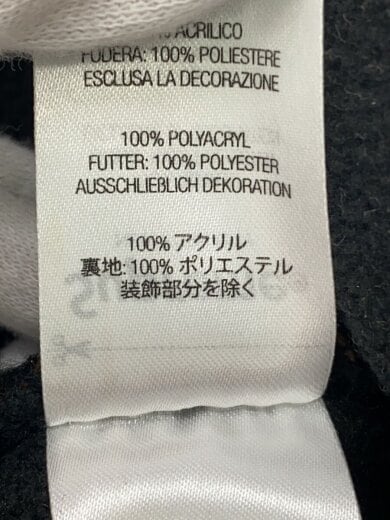 % ACRILICO
FODERA: 100% POLIESTERE
ESCLUSA LA DECORAZIONE
100% POLYACRYL
FUTTER: 100% POLYESTER
AUSSCHLIEßLICH DEKORATION
100% アクリル
裏地: 100% ポリエステル
装飾部分を除く